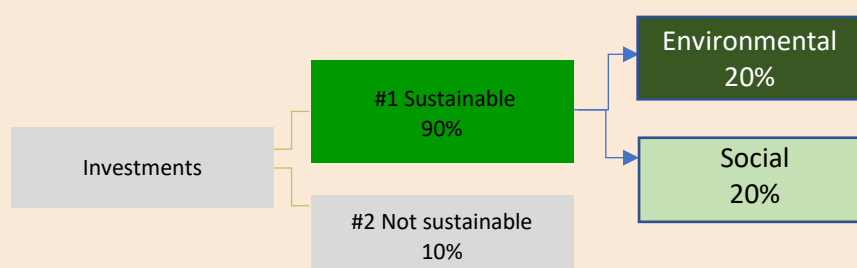 Investments
#1 Sustainable
90%
#2 Not sustainable
10%
Environmental
20%
Social
20%